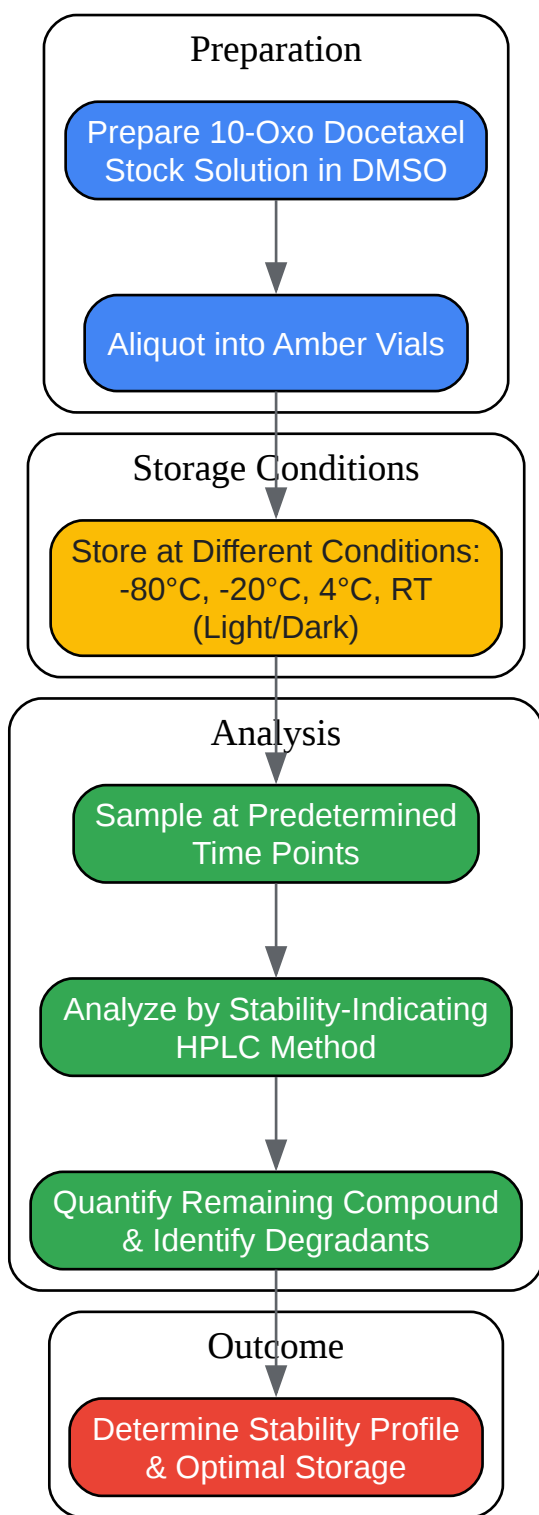 Preparation
Prepare 10-Oxo Docetaxel
Stock Solution in DMSO
Aliquot into Amber Vials
Storage Conditions
Store at Different Conditions:
-80°C, -20°C, 4°C, RT
(Light/Dark)
Analysis
Sample at Predetermined
Time Points
Analyze by Stability-Indicating
HPLC Method
Quantify Remaining Compound
& Identify Degradants
Outcome
Determine Stability Profile
& Optimal Storage